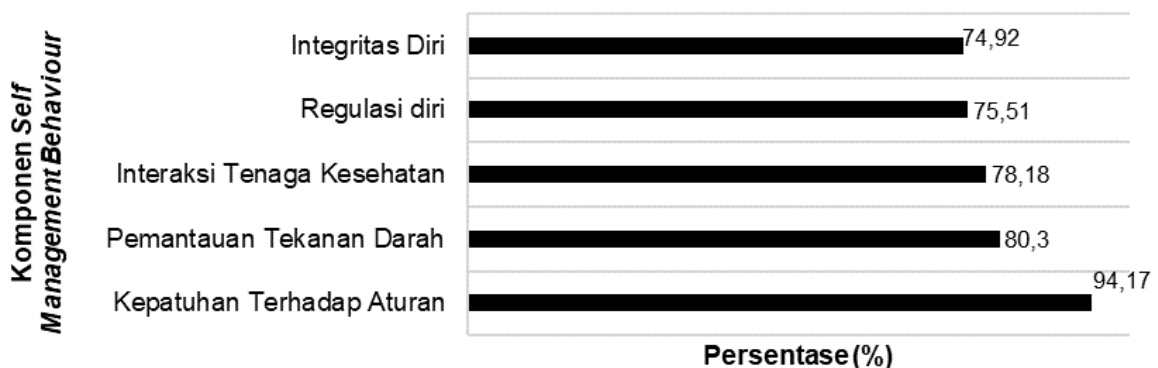 Komponen Self
Management Behaviour
Integritas Diri
74,92
Regulasi diri
75,51
Interaksi Tenaga Kesehatan
78,18
Pemantauan Tekanan Darah
80,3
Kepatuhan Terhadap Aturan
94,17
Persentase (%)